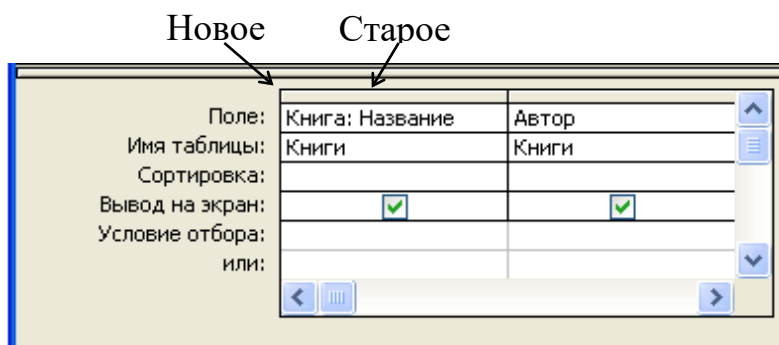 Новое Старое
Поле: Книга: Название Автор
Имя таблицы: Книги Книги
Сортировка:
Вывод на экран:
Условие отбора:
или: